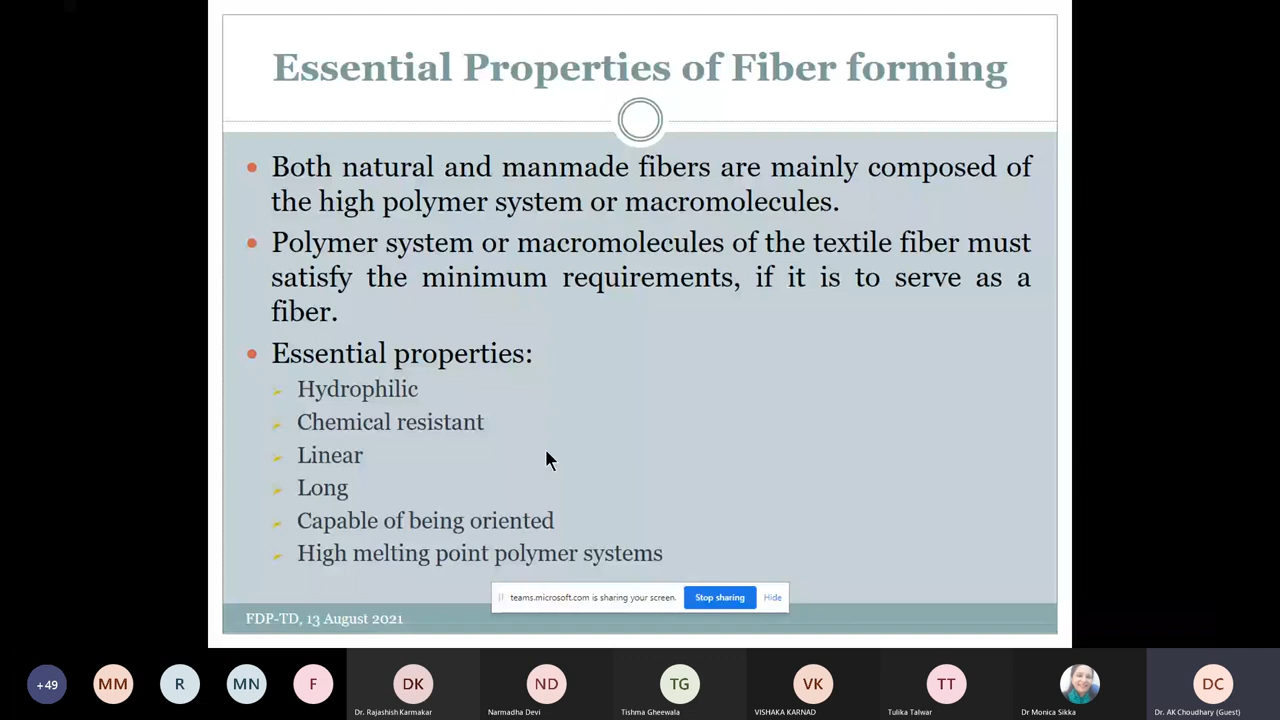 Essential Properties of Fiber forming
Both natural and manmade fibers are mainly composed of
the high polymer system or macromolecules.
Polymer system or macromolecules of the textile fiber must
satisfy the minimum requirements, if it is to serve as a
fiber.
Essential properties:
Hydrophilic
Chemical resistant
Linear
Long
Capable of being oriented
High melting point polymer systems
teams.microsoft.com is sharing your screen. Stop sharing Hide
FDP-TD, 13 August 2021
+49 MM R MN F DK ND TG VK TT DC
Dr. Rajashish Karmakar Narmadha Devi Tishma Gheewala VISHAKA KARNAD Tulika Talwar Dr Monica Sikka Dr. AK Choudhary (Guest)